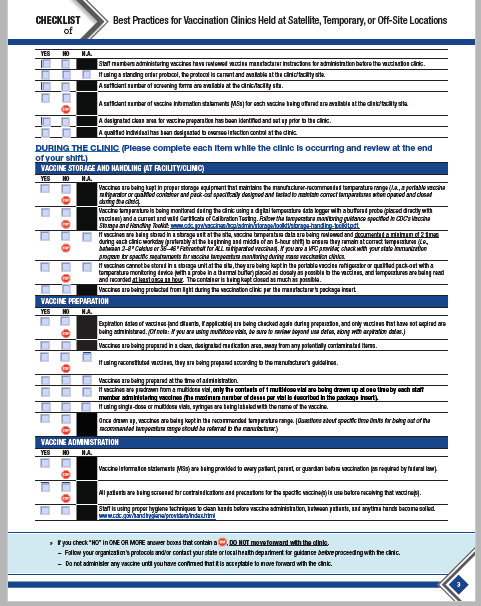 CHECKLIST
of
Best Practices for Vaccination Clinics Held at Satellite, Temporary, or Off-Site Locations
YES NO N.A.
Staff members administering vaccines have reviewed vaccine manufacturer instructions for administration before the vaccination clinic.
If using a standing order protocol, the protocol is current and available at the clinic/facility site.
A sufficient number of screening forms are available at the clinic/facility site.
A sufficient number of vaccine information statements (VISs) for each vaccine being offered are available at the clinic/facility site.
STOP
A designated clean area for vaccine preparation has been identified and set up prior to the clinic.
A qualified individual has been designated to oversee infection control at the clinic.
DURING THE CLINIC (Please complete each item while the clinic is occurring and review at the end
of your shift.)
VACCINE STORAGE AND HANDLING (AT FACILITY/CLINIC)
YES NO N.A.
Vaccines are being kept in proper storage equipment that maintains the manufacturer-recommended temperature range (i.e., a portable vaccine
refrigerator or qualified container and pack-out specifically designed and tested to maintain correct temperatures when opened and closed
during the clinic).
STOP
Vaccine temperature is being monitored during the clinic using a digital temperature data logger with a buffered probe (placed directly with
vaccines) and a current and valid Certificate of Calibration Testing. Follow the temperature monitoring guidance specified in CDC's Vaccine
Storage and Handling Toolkit: www.cdc.gov/vaccines/hcp/admin/storage/toolkit/storage-handling-toolkit.pdf.
STOP
If vaccines are being stored in a storage unit at the site, vaccine temperature data are being reviewed and documented a minimum of 2 times
during each clinic workday (preferably at the beginning and middle of an 8-hour shift) to ensure they remain at correct temperatures (i.e.,
between 2–8° Celsius or 36–46° Fahrenheit for ALL refrigerated vaccines). If you are a VFC provider, check with your state immunization
program for specific requirements for vaccine temperature monitoring during mass vaccination clinics.
STOP
If vaccines cannot be stored in a storage unit at the site, they are being kept in the portable vaccine refrigerator or qualified pack-out with a
temperature monitoring device (with a probe in a thermal buffer) placed as closely as possible to the vaccines, and temperatures are being read
and recorded at least once an hour. The container is being kept closed as much as possible.
STOP
Vaccines are being protected from light during the vaccination clinic per the manufacturer's package insert.
VACCINE PREPARATION
YES NO N.A.
Expiration dates of vaccines (and diluents, if applicable) are being checked again during preparation, and only vaccines that have not expired are
being administered. (Of note: If you are using multidose vials, be sure to review beyond use dates, along with expiration dates.)
STOP
Vaccines are being prepared in a clean, designated medication area, away from any potentially contaminated items.
If using reconstituted vaccines, they are being prepared according to the manufacturer's guidelines.
STOP
Vaccines are being prepared at the time of administration.
If vaccines are predrawn from a multidose vial, only the contents of 1 multidose vial are being drawn up at one time by each staff
member administering vaccines (the maximum number of doses per vial is described in the package insert).
If using single-dose or multidose vials, syringes are being labeled with the name of the vaccine.
Once drawn up, vaccines are being kept in the recommended temperature range. (Questions about specific time limits for being out of the
recommended temperature range should be referred to the manufacturer.)
STOP
VACCINE ADMINISTRATION
YES NO N.A.
Vaccine information statements (VISs) are being provided to every patient, parent, or guardian before vaccination (as required by federal law).
STOP
All patients are being screened for contraindications and precautions for the specific vaccine(s) in use before receiving that vaccine(s).
STOP
Staff is using proper hygiene techniques to clean hands before vaccine administration, between patients, and anytime hands become soiled.
www.cdc.gov/handhygiene/providers/index.html
» If you check "NO" in ONE OR MORE answer boxes that contain a STOP, DO NOT move forward with the clinic.
– Follow your organization's protocols and/or contact your state or local health department for guidance before proceeding with the clinic.
– Do not administer any vaccine until you have confirmed that it is acceptable to move forward with the clinic.
3